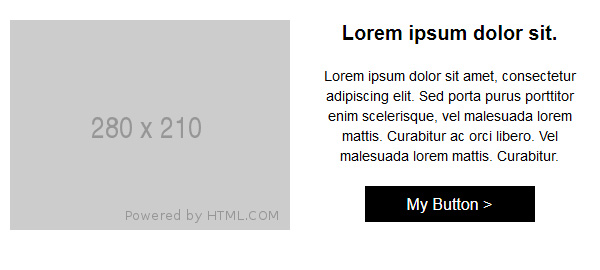 280 x 210
Powered by HTML.COM
Lorem ipsum dolor sit.
Lorem ipsum dolor sit amet, consectetur
adipiscing elit. Sed porta purus porttitor
enim scelerisque, vel malesuada lorem
mattis. Curabitur ac orci libero. Vel
malesuada lorem mattis. Curabitur.
My Button >